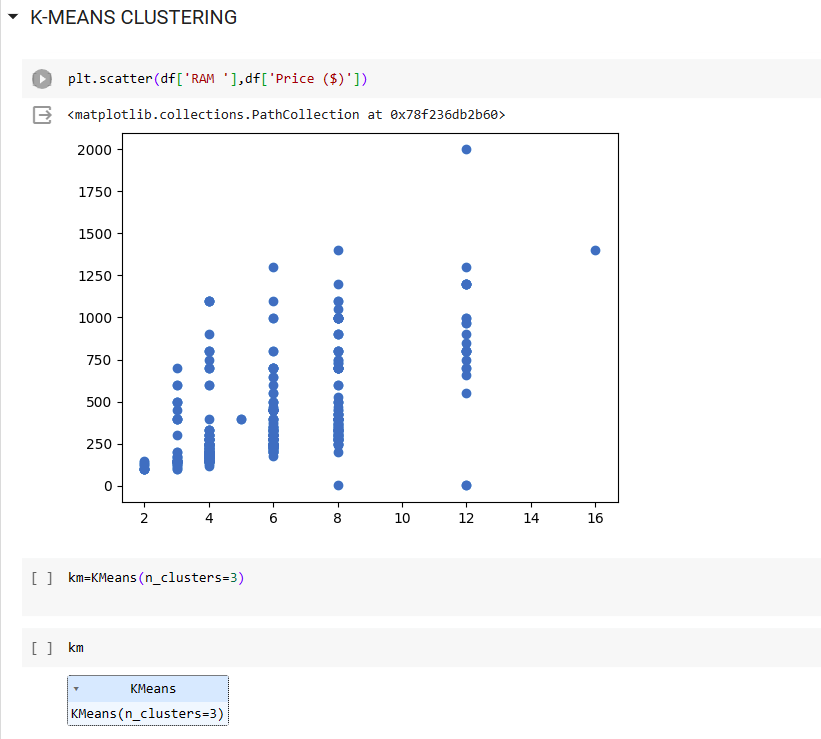 K-MEANS CLUSTERING
plt.scatter(df['RAM '],df['Price ($)'])
<matplotlib.collections.PathCollection at 0x78f236db2b60>
2000
1750
1500
1250
1000
750
500
250
0
2 4 6 8 10 12 14 16
[ ] km=KMeans(n_clusters=3)
[ ] km
KMeans
KMeans(n_clusters=3)